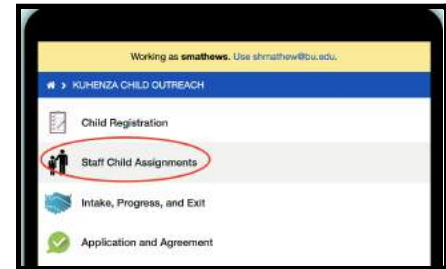 Working as smathews. Use shrmathew@bu.edu.
> KUHENZA CHILD OUTREACH
Child Registration
Staff Child Assignments
Intake, Progress, and Exit
Application and Agreement